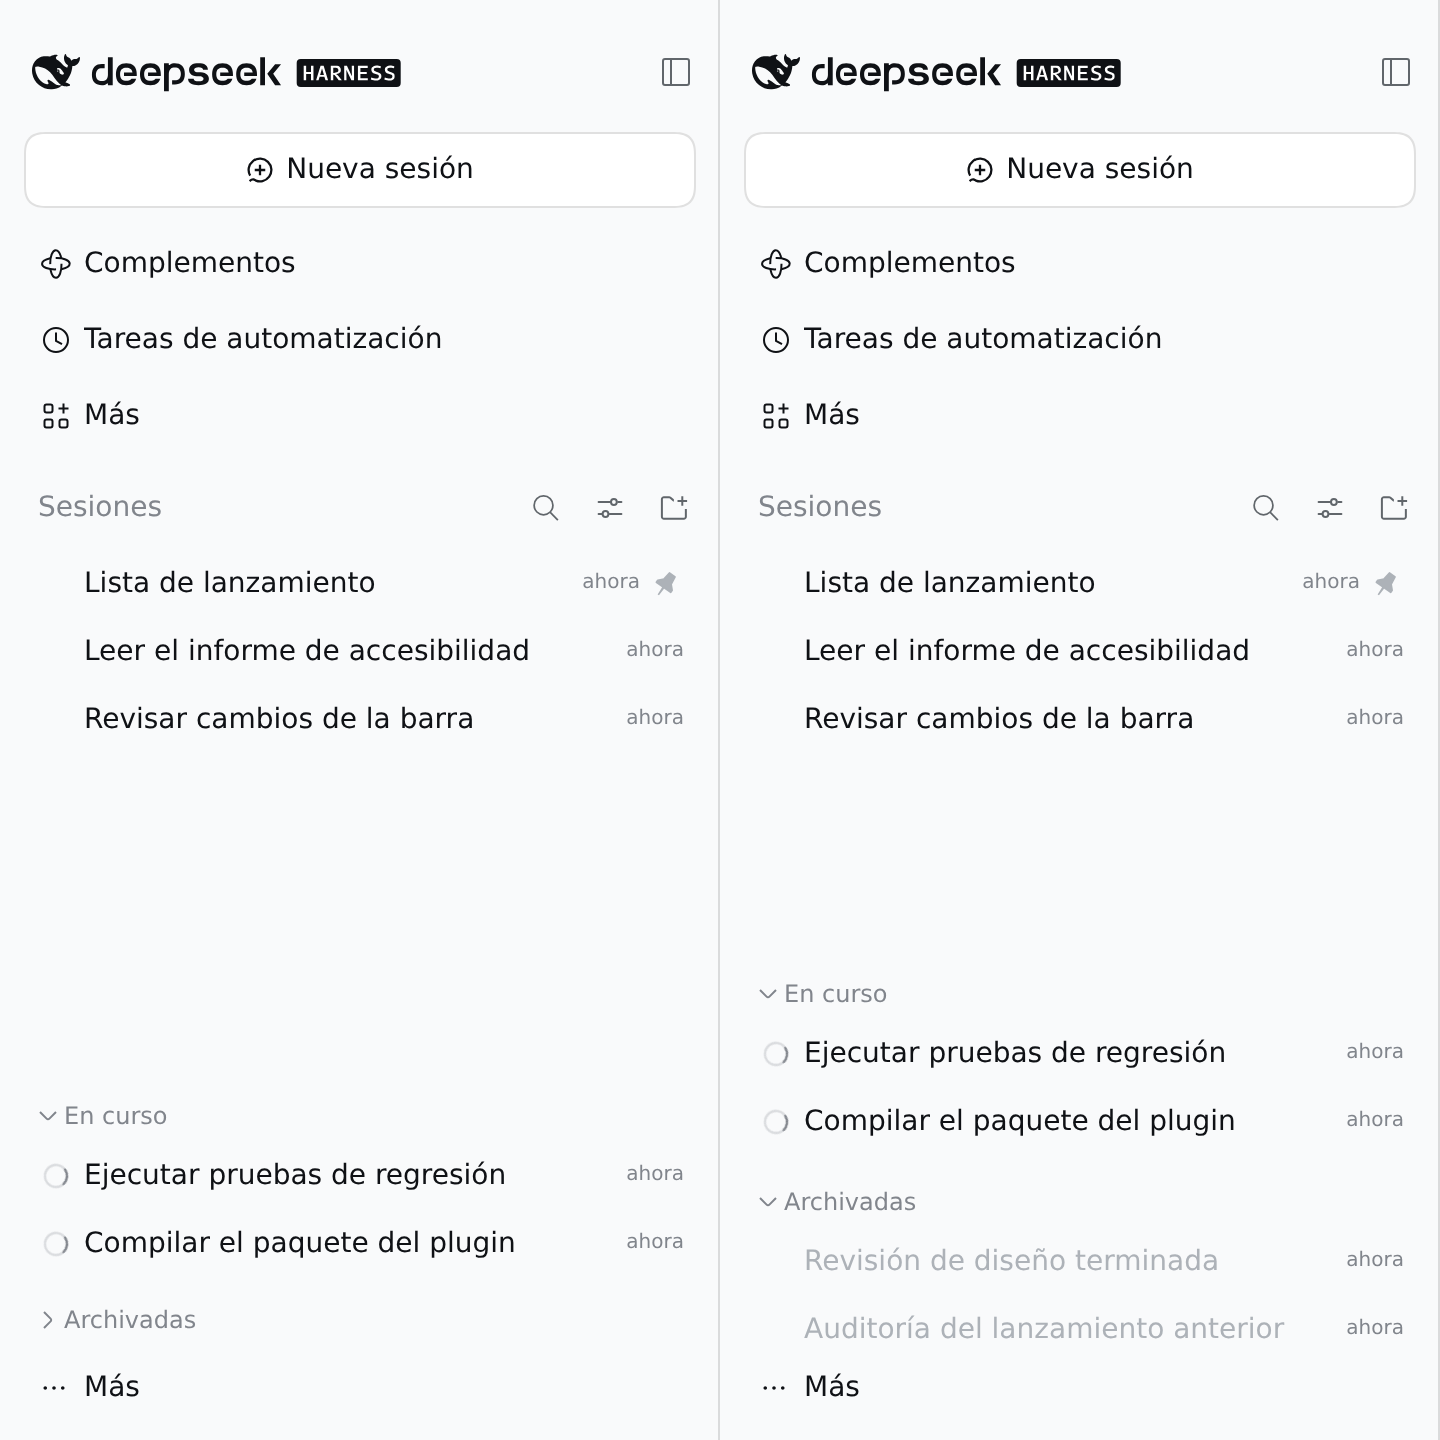 deepseek HARNESS
Nueva sesión
Complementos
Tareas de automatización
Más
Sesiones
Lista de lanzamiento ahora
Leer el informe de accesibilidad ahora
Revisar cambios de la barra ahora
En curso
Ejecutar pruebas de regresión ahora
Compilar el paquete del plugin ahora
Archivadas
Más
deepseek HARNESS
Nueva sesión
Complementos
Tareas de automatización
Más
Sesiones
Lista de lanzamiento ahora
Leer el informe de accesibilidad ahora
Revisar cambios de la barra ahora
En curso
Ejecutar pruebas de regresión ahora
Compilar el paquete del plugin ahora
Archivadas
Revisión de diseño terminada ahora
Auditoría del lanzamiento anterior ahora
Más